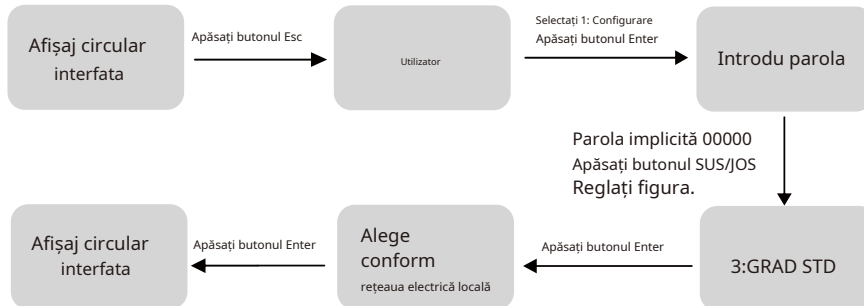 Afișaj circular
interfata
Apăsați butonul Esc
Utilizator
Selectați 1: Configurare
Apăsați butonul Enter
Introdu parola
Parola implicită 00000
Apăsați butonul SUS/JOS
Reglați figura.
Afișaj circular
interfata
Apăsați butonul Enter
Alege
conform
rețeaua electrică locală
Apăsați butonul Enter
3:GRAD STD